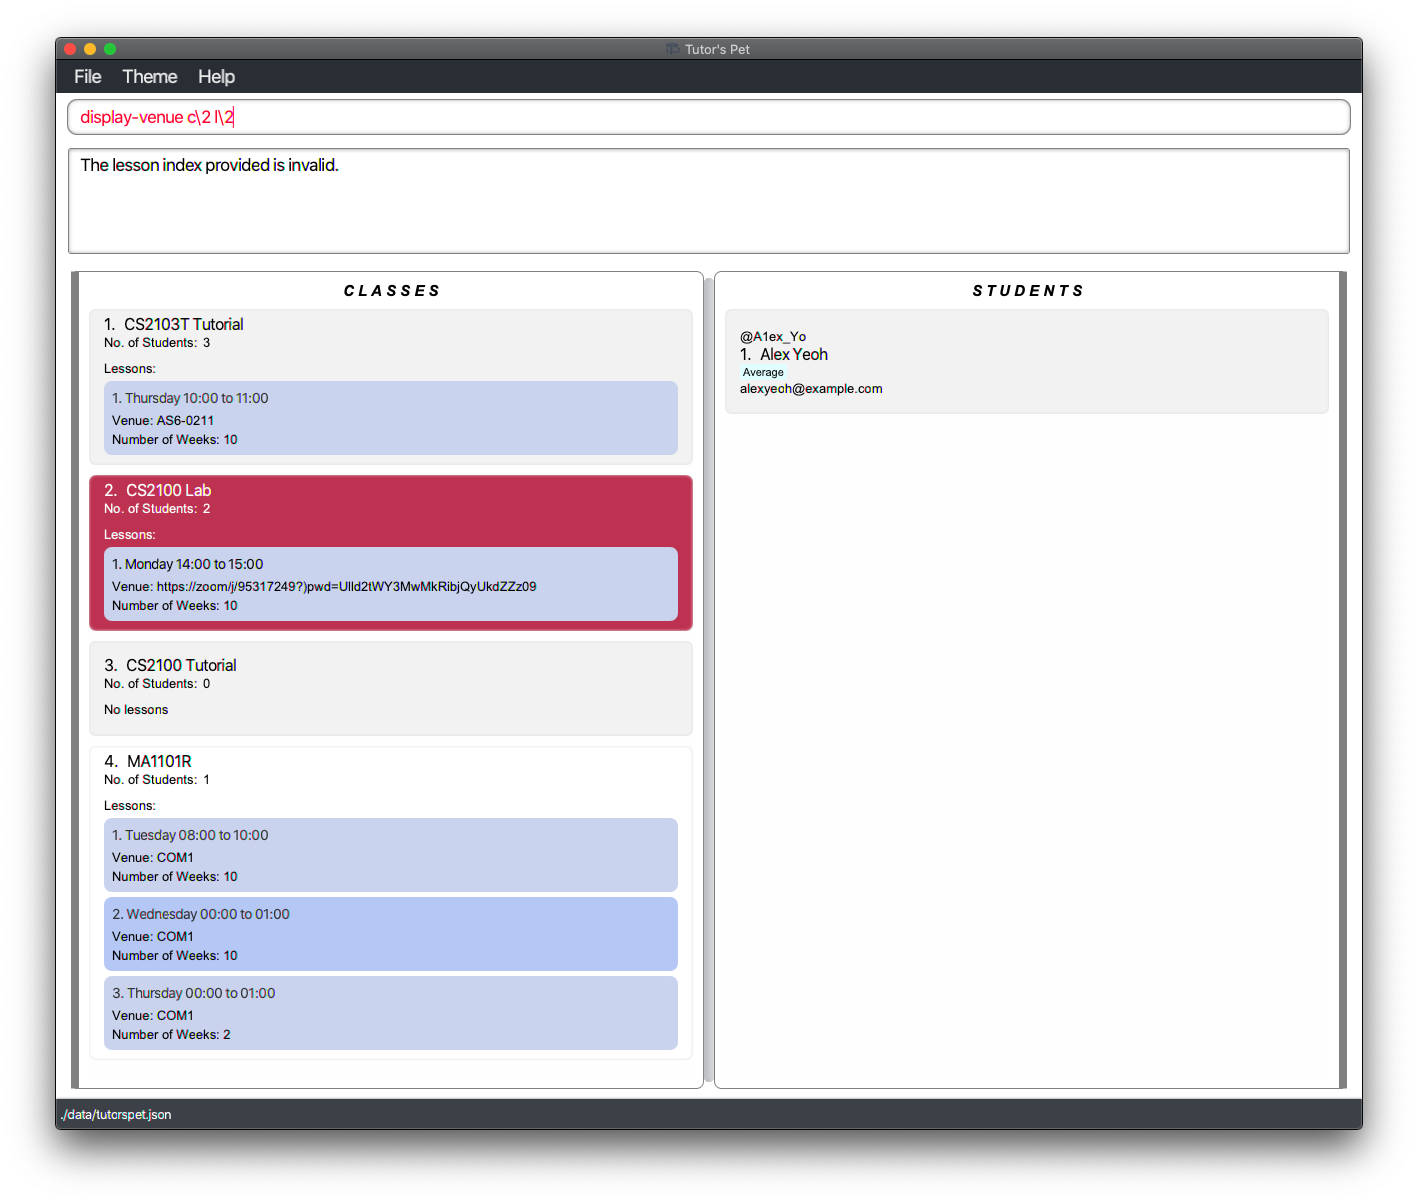 Tutor's Pet
File Theme Help
display-venue c\2 l\2
The lesson index provided is invalid.
CLASSES
1. CS2103T Tutorial
No. of Students: 3
Lessons:
1. Thursday 10:00 to 11:00
Venue: AS6-0211
Number of Weeks: 10
2. CS2100 Lab
No. of Students: 2
Lessons:
1. Monday 14:00 to 15:00
Venue: https://zoom/j/95317249?)pwd=Ulld2tWY3MwMkRibjQyUkdZZz09
Number of Weeks: 10
3. CS2100 Tutorial
No. of Students: 0
No lessons
4. MA1101R
No. of Students: 1
Lessons:
1. Tuesday 08:00 to 10:00
Venue: COM1
Number of Weeks: 10
2. Wednesday 00:00 to 01:00
Venue: COM1
Number of Weeks: 10
3. Thursday 00:00 to 01:00
Venue: COM1
Number of Weeks: 2
STUDENTS
@A1ex_Yo
1. Alex Yeoh
Average
alexyeoh@example.com
./data/tutorspet.json